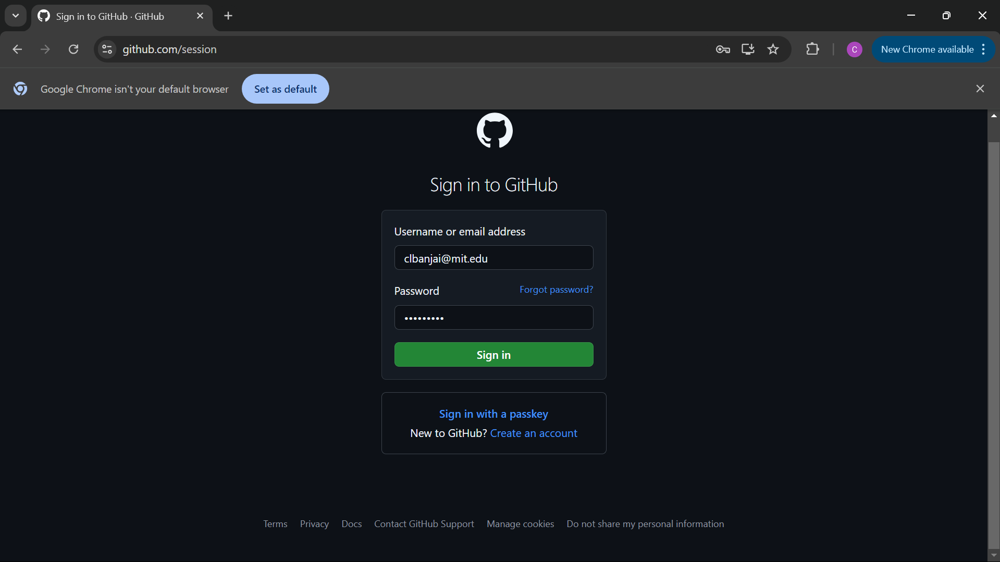 Sign in to GitHub · GitHub
github.com/session
C
New Chrome available
Google Chrome isn't your default browser
Set as default
Sign in to GitHub
Username or email address
clbanjai@mit.edu
Password
Forgot password?
•••••••••
Sign in
Sign in with a passkey
New to GitHub? Create an account
Terms Privacy Docs Contact GitHub Support Manage cookies Do not share my personal information